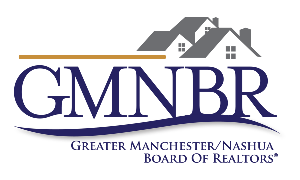 GMNBR
GREATER MANCHESTER/NASHUA
BOARD OF REALTORS®